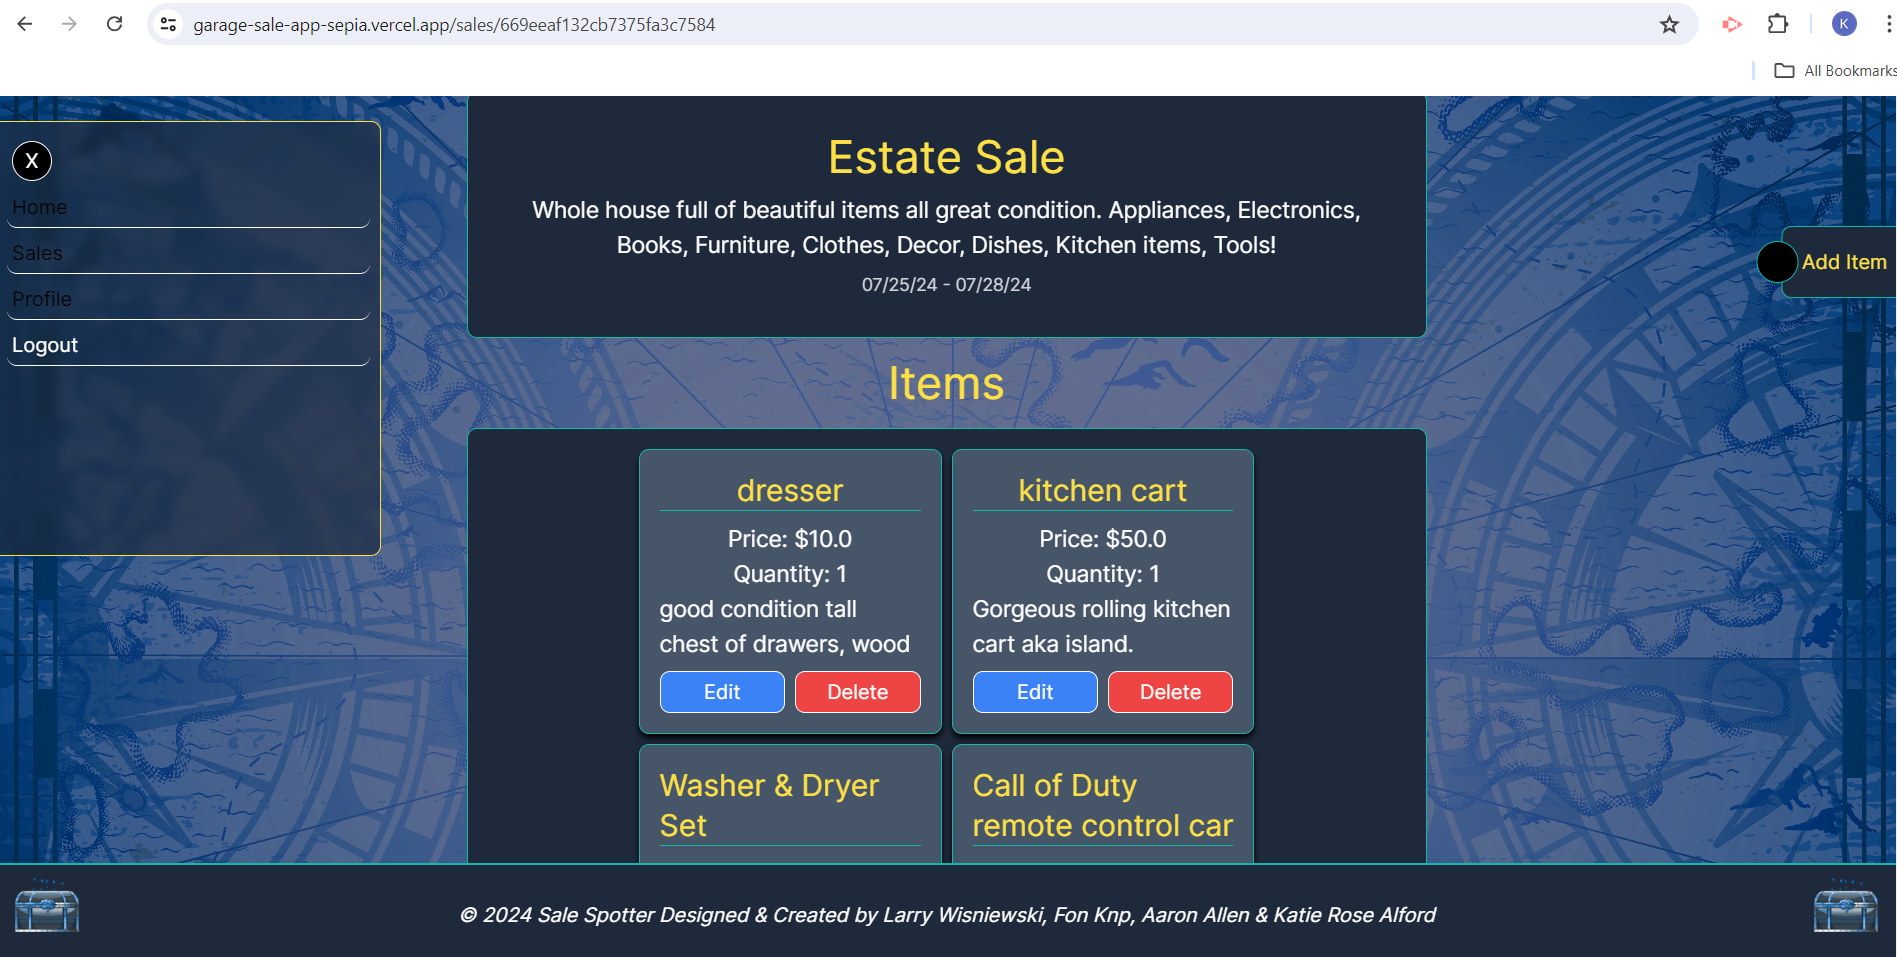 garage-sale-app-sepia.vercel.app/sales/669eeaf132cb7375fa3c7584
K
All Bookmarks
X
Home
Sales
Profile
Logout
Estate Sale
Whole house full of beautiful items all great condition. Appliances, Electronics,
Books, Furniture, Clothes, Decor, Dishes, Kitchen items, Tools!
07/25/24 - 07/28/24
Add Item
Items
dresser
Price: $10.0
Quantity: 1
good condition tall
chest of drawers, wood
Edit Delete
kitchen cart
Price: $50.0
Quantity: 1
Gorgeous rolling kitchen
cart aka island.
Edit Delete
Washer & Dryer
Set
Call of Duty
remote control car
© 2024 Sale Spotter Designed & Created by Larry Wisniewski, Fon Knp, Aaron Allen & Katie Rose Alford